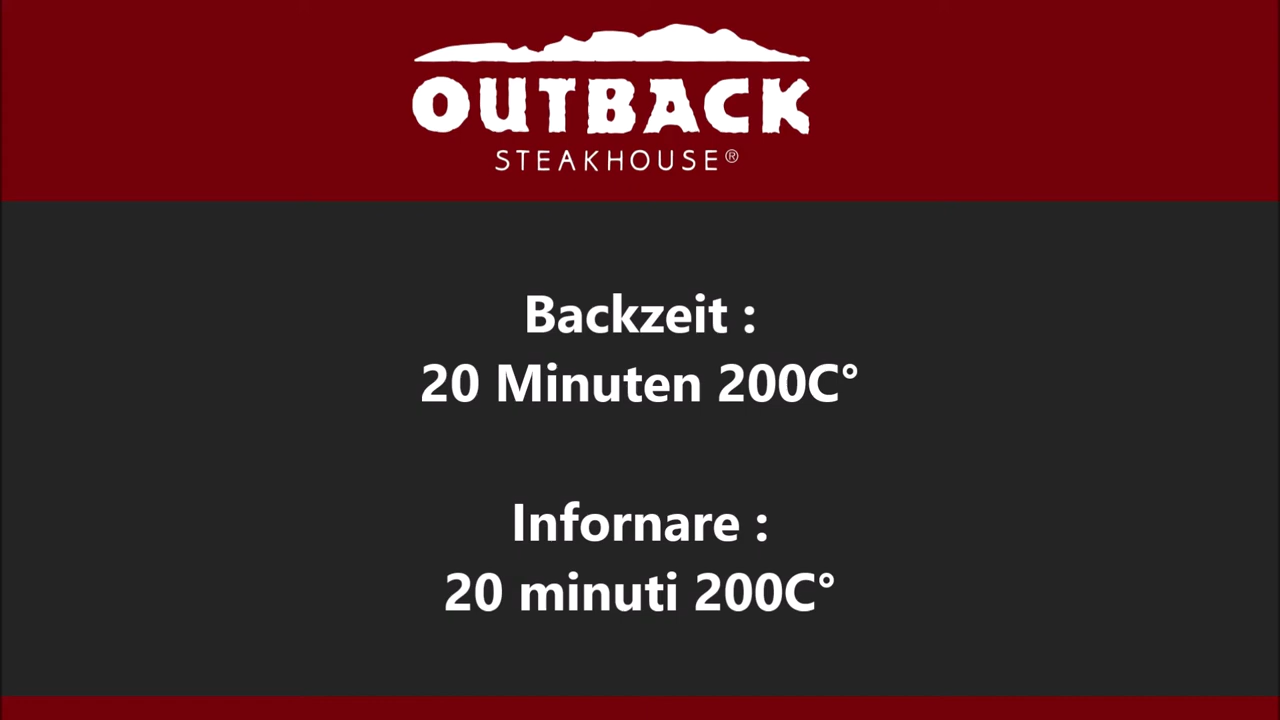 OUTBACK
STEAKHOUSE®
Backzeit :
20 Minuten 200C°
Infornare :
20 minuti 200C°